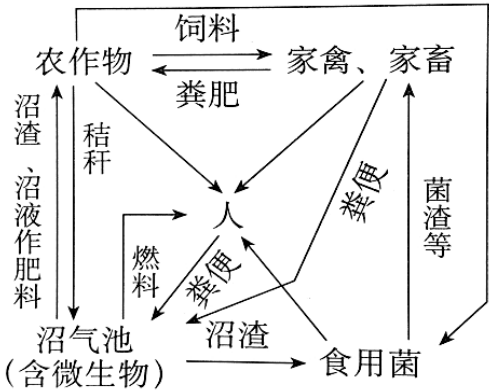 饲料
农作物
家禽、家畜
粪肥
沼渣、沼液作肥料
秸秆
人
粪便
菌渣等
燃料
粪便
沼气池
(含微生物)
沼渣
食用菌